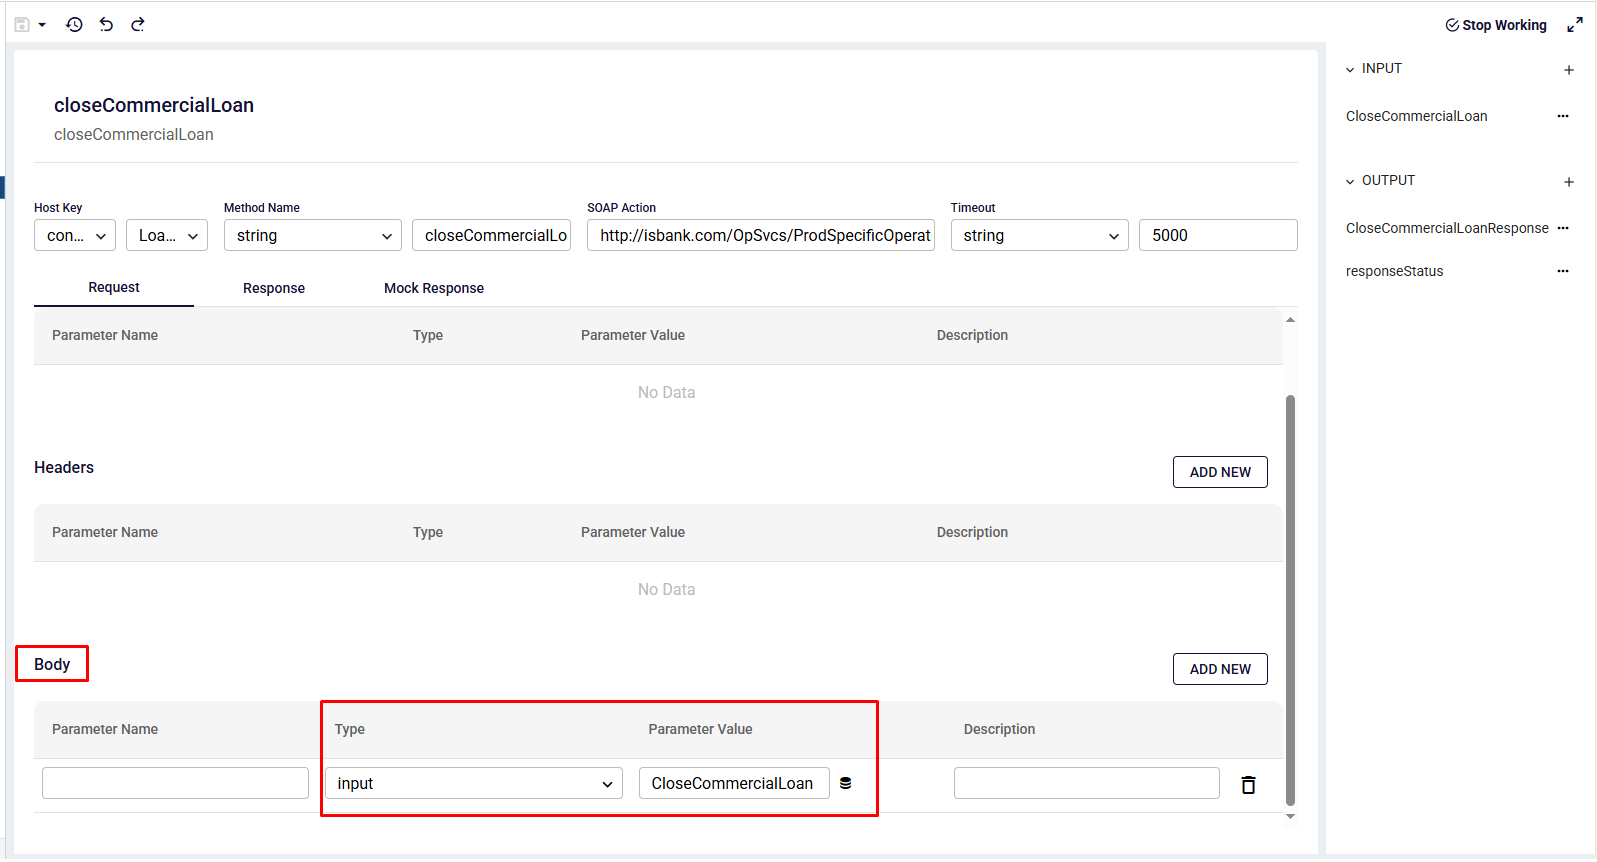 Stop Working
closeCommercialLoan
closeCommercialLoan
Host Key
Method Name
SOAP Action
Timeout
con...
Loa...
string
closeCommercialLo
http://isbank.com/OpSvcs/ProdSpecificOperat
string
5000
Request
Response
Mock Response
Parameter Name
Type
Parameter Value
Description
No Data
Headers
ADD NEW
Parameter Name
Type
Parameter Value
Description
No Data
Body
ADD NEW
Parameter Name
Type
Parameter Value
Description
input
CloseCommercialLoan
INPUT
CloseCommercialLoan
OUTPUT
CloseCommercialLoanResponse
responseStatus